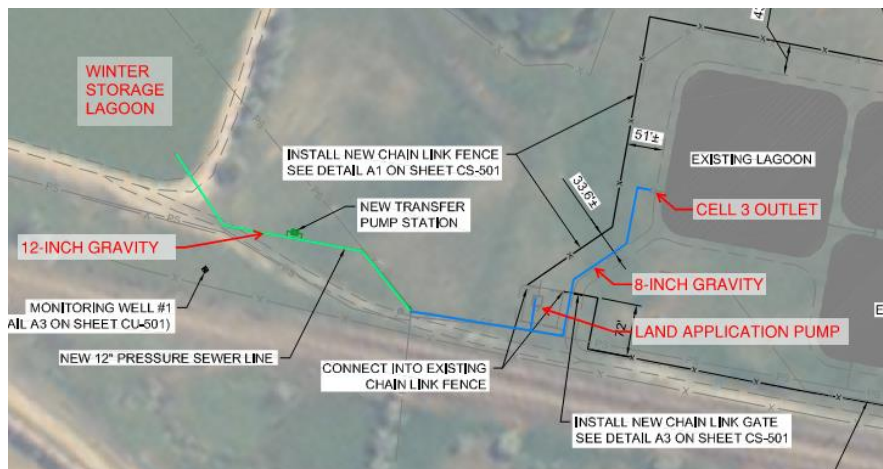 WINTER
STORAGE
LAGOON
PS
INSTALL NEW CHAIN LINK FENCE
SEE DETAIL A1 ON SHEET CS-501
51'±
EXISTING LAGOON
33.6'±
NEW TRANSFER
PUMP STATION
CELL 3 OUTLET
12-INCH GRAVITY
8-INCH GRAVITY
MONITORING WELL #1
AIL A3 ON SHEET CU-501)
LAND APPLICATION PUMP
NEW 12" PRESSURE SEWER LINE
CONNECT INTO EXISTING
CHAIN LINK FENCE
INSTALL NEW CHAIN LINK GATE
SEE DETAIL A3 ON SHEET CS-501